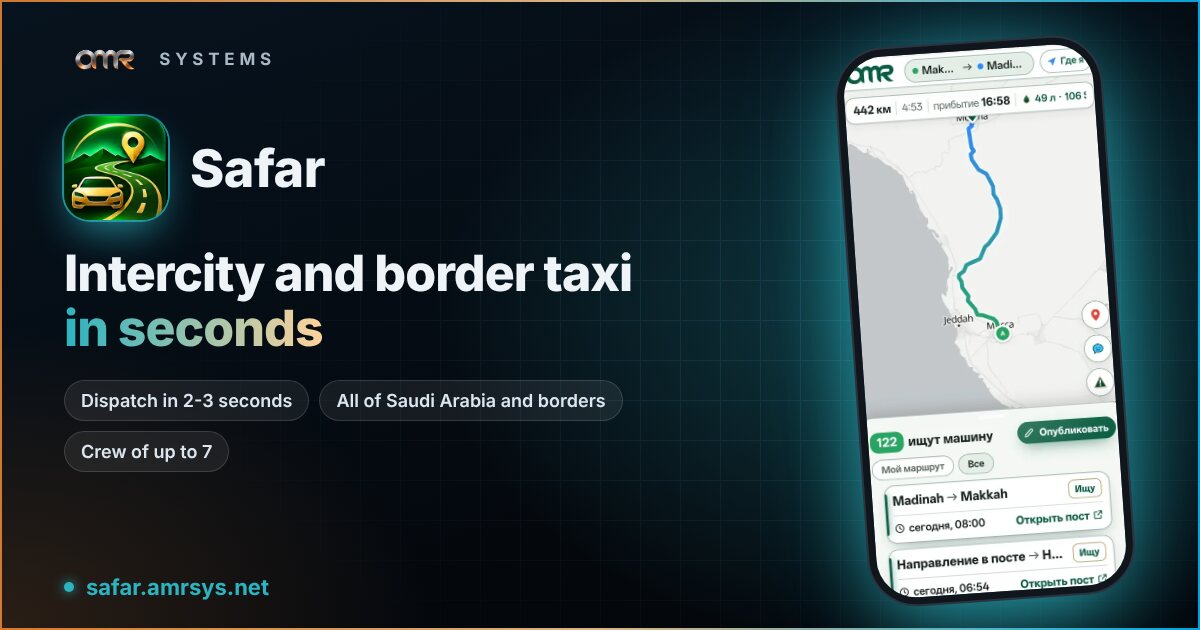 amr SYSTEMS
Safar
Intercity and border taxi
in seconds
Dispatch in 2-3 seconds
All of Saudi Arabia and borders
Crew of up to 7
safar.amrsys.net
amr Mak... → Madi... Где я
442 км 4:53 прибытие 16:58 49 л · 106
Jeddah
Mecca
122 ищут машину Опубликовать
Мой маршрут Все
Madinah → Makkah Ищу
сегодня, 08:00 Открыть пост
Направление в посте → Н... Ищу
сегодня, 06:54 Открыть пост